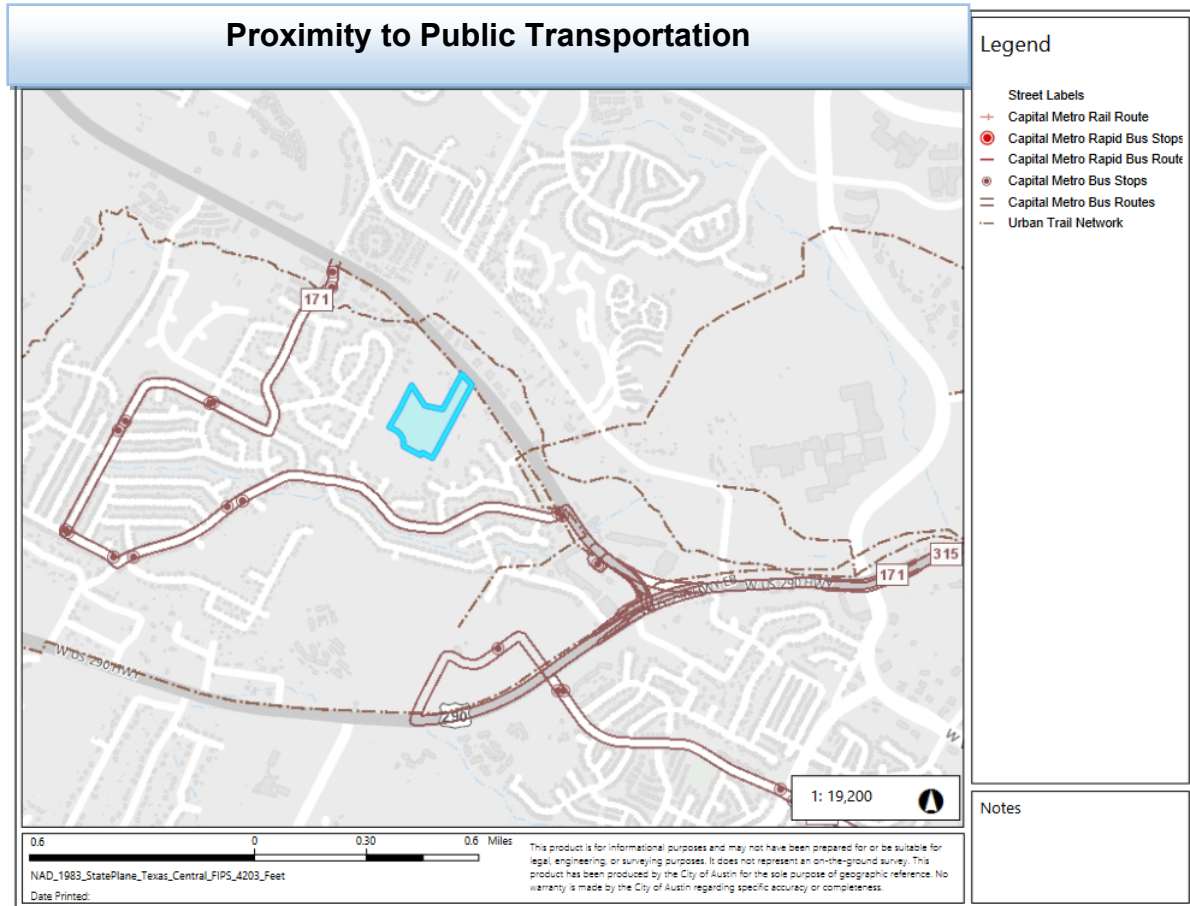 Proximity to Public Transportation
Legend
Street Labels
Capital Metro Rail Route
Capital Metro Rapid Bus Stops
Capital Metro Rapid Bus Route
Capital Metro Bus Stops
Capital Metro Bus Routes
Urban Trail Network
171
315
171
W US 290 HWY
W US 290 HWY
290
W
1: 19,200
Notes
0.6 0 0.30 0.6 Miles
NAD_1983_StatePlane_Texas_Central_FIPS_4203_Feet
Date Printed:
This product is for informational purposes and may not have been prepared for or be suitable for
legal, engineering, or surveying purposes. It does not represent an on-the-ground survey. This
product has been produced by the City of Austin for the sole purpose of geographic reference. No
warranty is made by the City of Austin regarding specific accuracy or completeness.